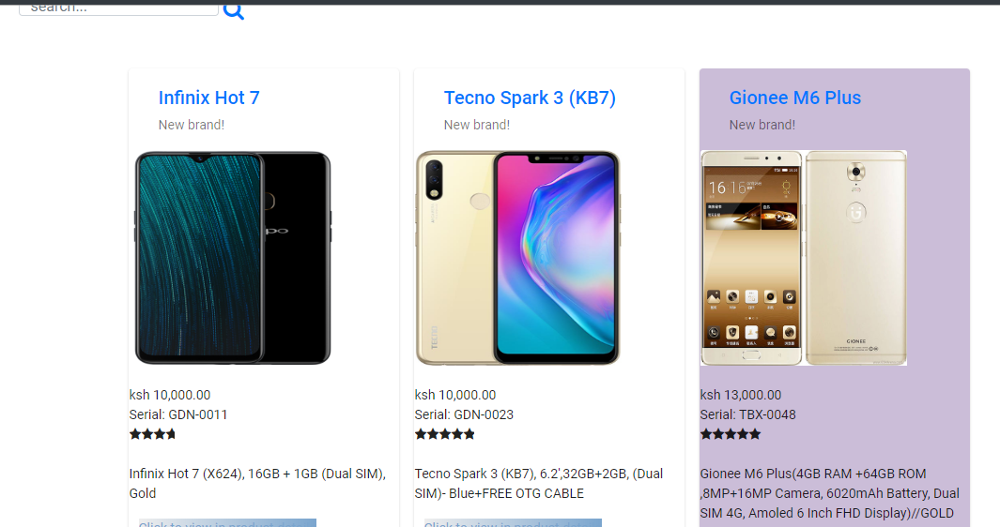 search...
Infinix Hot 7
New brand!
ksh 10,000.00
Serial: GDN-0011
Infinix Hot 7 (X624), 16GB + 1GB (Dual SIM),
Gold
Tecno Spark 3 (KB7)
New brand!
TECNO
ksh 10,000.00
Serial: GDN-0023
Tecno Spark 3 (KB7), 6.2',32GB+2GB, (Dual
SIM)- Blue+FREE OTG CABLE
Gionee M6 Plus
New brand!
16 16
GIONEE
ksh 13,000.00
Serial: TBX-0048
Gionee M6 Plus(4GB RAM +64GB ROM
,8MP+16MP Camera, 6020mAh Battery, Dual
SIM 4G, Amoled 6 Inch FHD Display)//GOLD
Click to view in product details
Click to view in product details